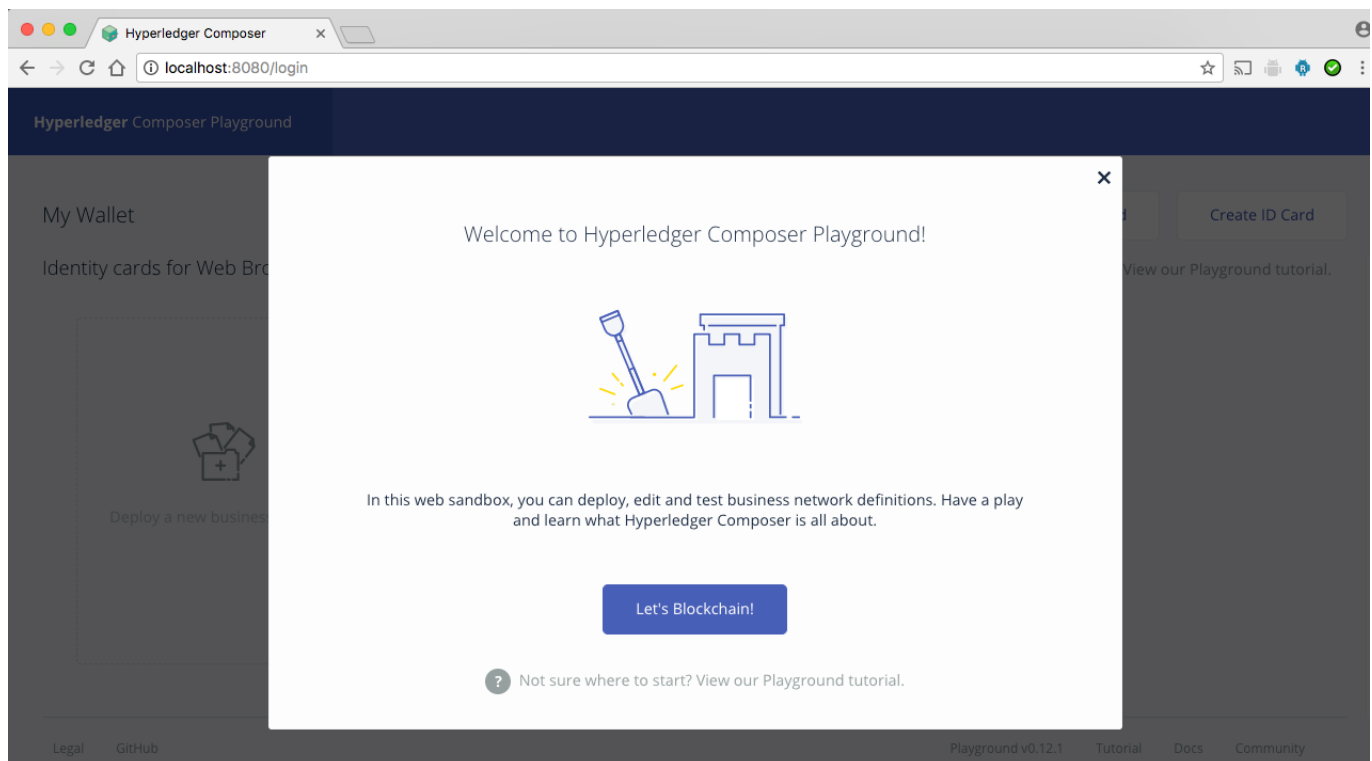 Hyperledger Composer
localhost:8080/login
Hyperledger Composer Playground
My Wallet
Create ID Card
Identity cards for Web Bro
View our Playground tutorial.
Deploy a new busines
Welcome to Hyperledger Composer Playground!
In this web sandbox, you can deploy, edit and test business network definitions. Have a play
and learn what Hyperledger Composer is all about.
Let's Blockchain!
? Not sure where to start? View our Playground tutorial.
Legal GitHub Playground v0.12.1 Tutorial Docs Community